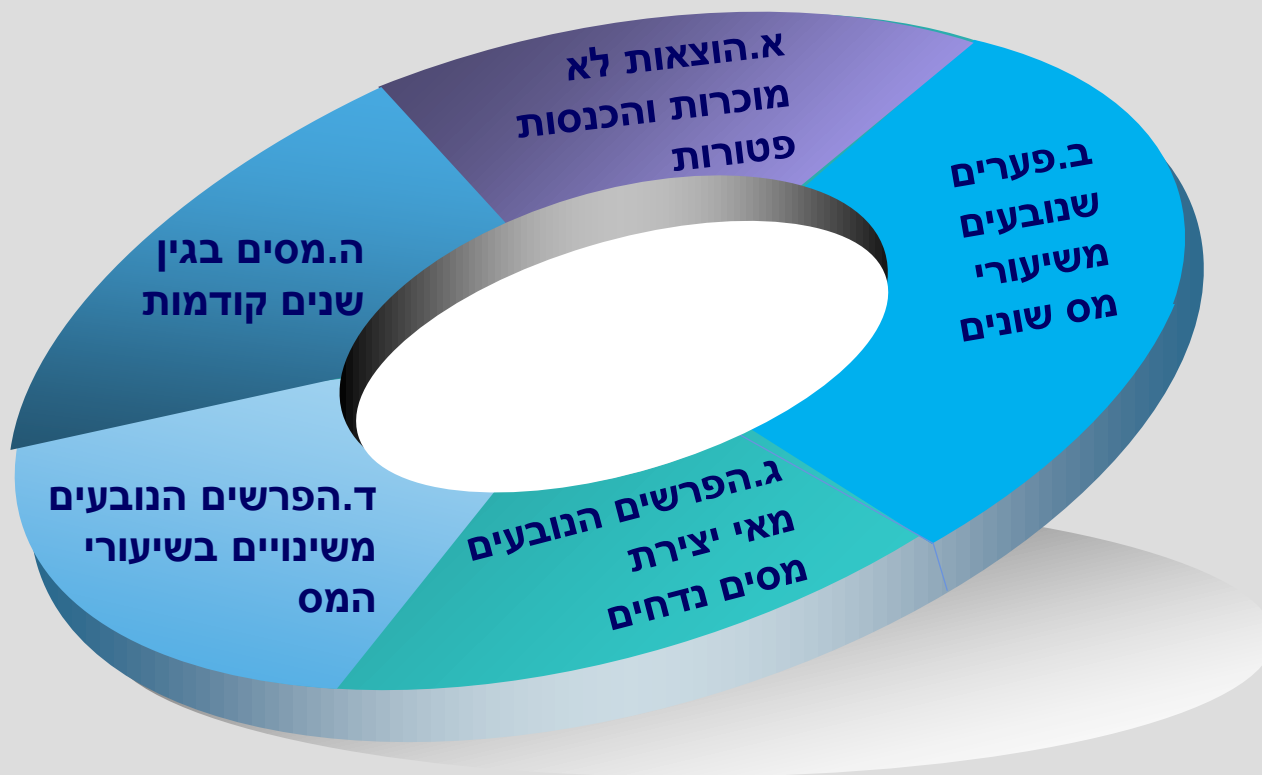 א.הוצאות לא
מוכרות והכנסות
פטורות
ב.פערים
שנובעים
משיעורי
מס שונים
ג.הפרשים הנובעים
מאי יצירת
מסים נדחים
ד.הפרשים הנובעים
משינויים בשיעורי
המס
ה.מסים בגין
שנים קודמות